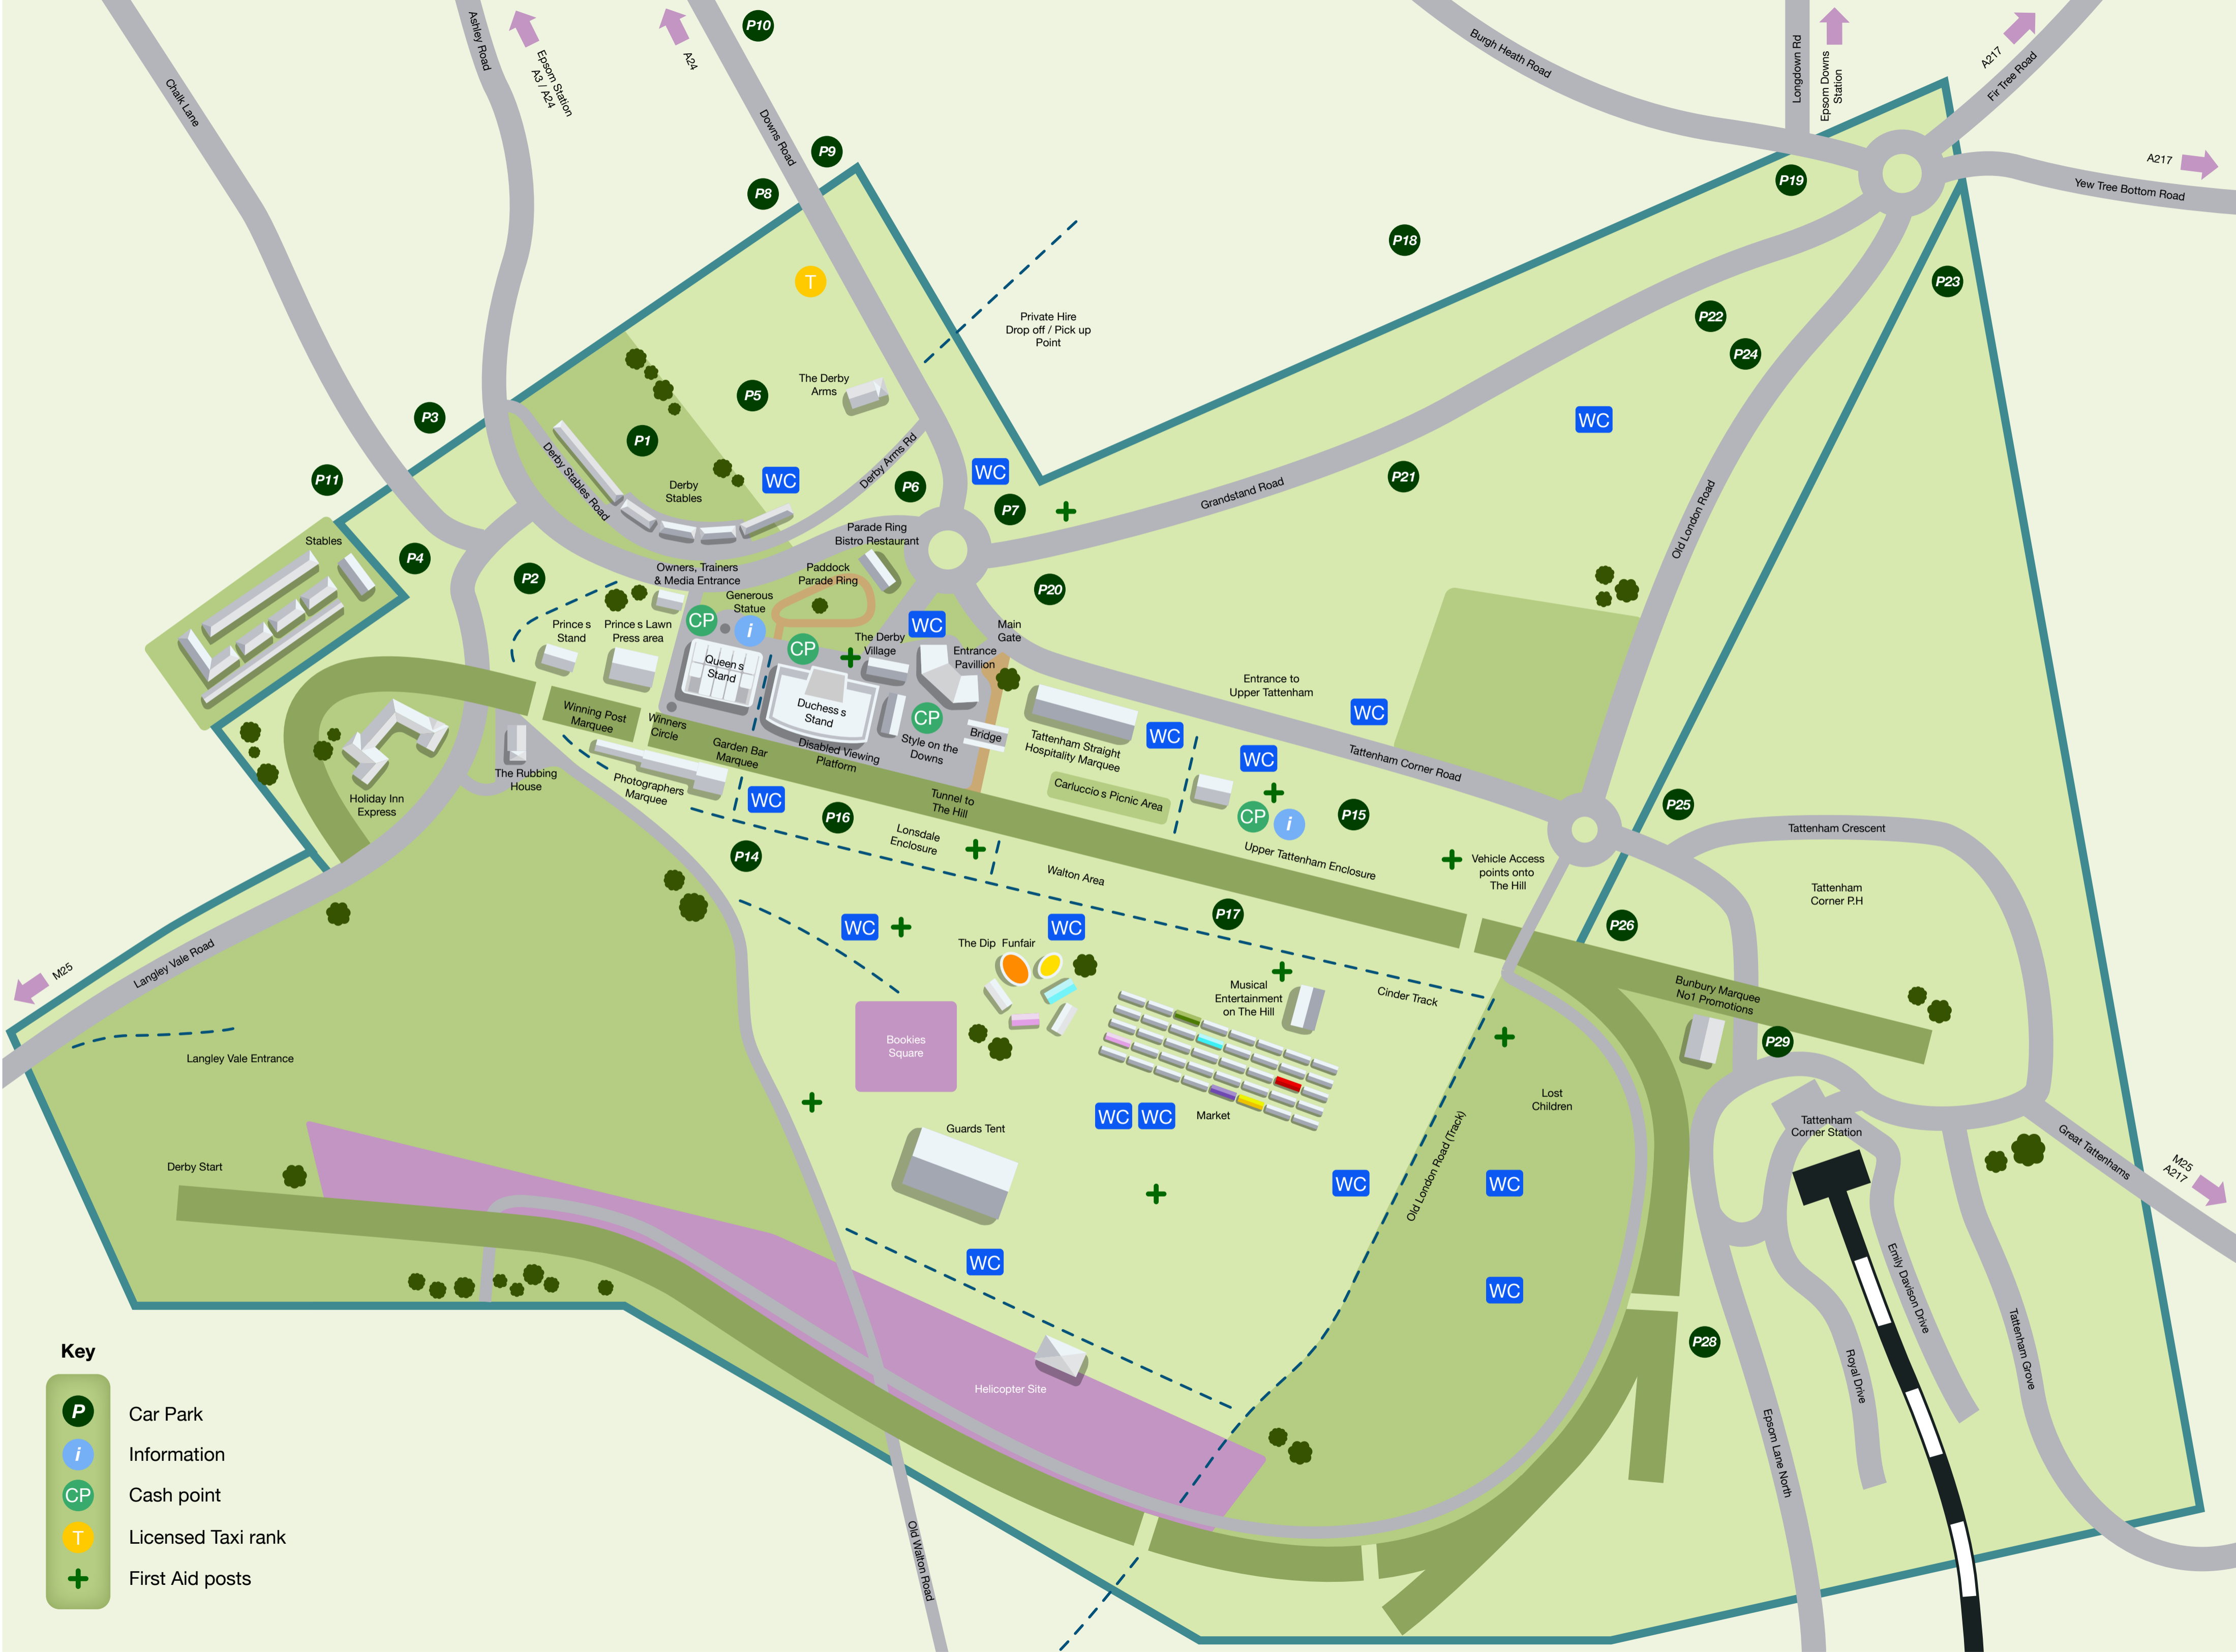 P10
Ashley Road
Epsom Station
A3 / A24
A24
Chalk Lane
Downs Road
P9
P8
T
Burgh Heath Road
Longdown Rd
Epsom Downs
Station
A217
Fir Tree Road
A217
Yew Tree Bottom Road
P19
P18
P23
P22
P24
Private Hire
Drop off / Pick up
Point
The Derby
Arms
P5
P3
P1
P11
Derby Stables Road
Derby
Stables
WC
Derby Arms Rd
P6
WC
P7
Grandstand Road
P21
WC
Old London Road
Stables
P4
P2
Parade Ring
Bistro Restaurant
Owners, Trainers
& Media Entrance
Paddock
Parade Ring
P20
Generous
Statue
CP
i
Prince s
Stand
Prince s Lawn
Press area
CP
The Derby
Village
WC
Main
Gate
Entrance
Pavillion
Queen s
Stand
Duchess s
Stand
CP
Entrance to
Upper Tattenham
WC
Winning Post
Marquee
Winners
Circle
Garden Bar
Marquee
Disabled Viewing
Platform
Style on the
Downs
Bridge
Tattenham Straight
Hospitality Marquee
WC
WC
Tattenham Corner Road
The Rubbing
House
Photographers
Marquee
WC
Holiday Inn
Express
Tunnel to
The Hill
Carluccio s Picnic Area
CP
i
P15
P25
Tattenham Crescent
P16
P14
Lonsdale
Enclosure
Upper Tattenham Enclosure
Vehicle Access
points onto
The Hill
Walton Area
Tattenham
Corner P.H
P17
P26
WC
WC
The Dip
Funfair
Langley Vale Road
M25
Musical
Entertainment
on The Hill
Cinder Track
Bunbury Marquee
No1 Promotions
P29
Bookies
Square
Langley Vale Entrance
Lost
Children
WC
WC
Market
Guards Tent
Tattenham
Corner Station
Great Tattenhams
M25
A217
Derby Start
Old London Road (Track)
WC
WC
WC
WC
Emily Davison Drive
P28
Royal Drive
Tattenham Grove
Helicopter Site
Epsom Lane North
Old Walton Road
Key
P
Car Park
i
Information
CP
Cash point
T
Licensed Taxi rank
First Aid posts